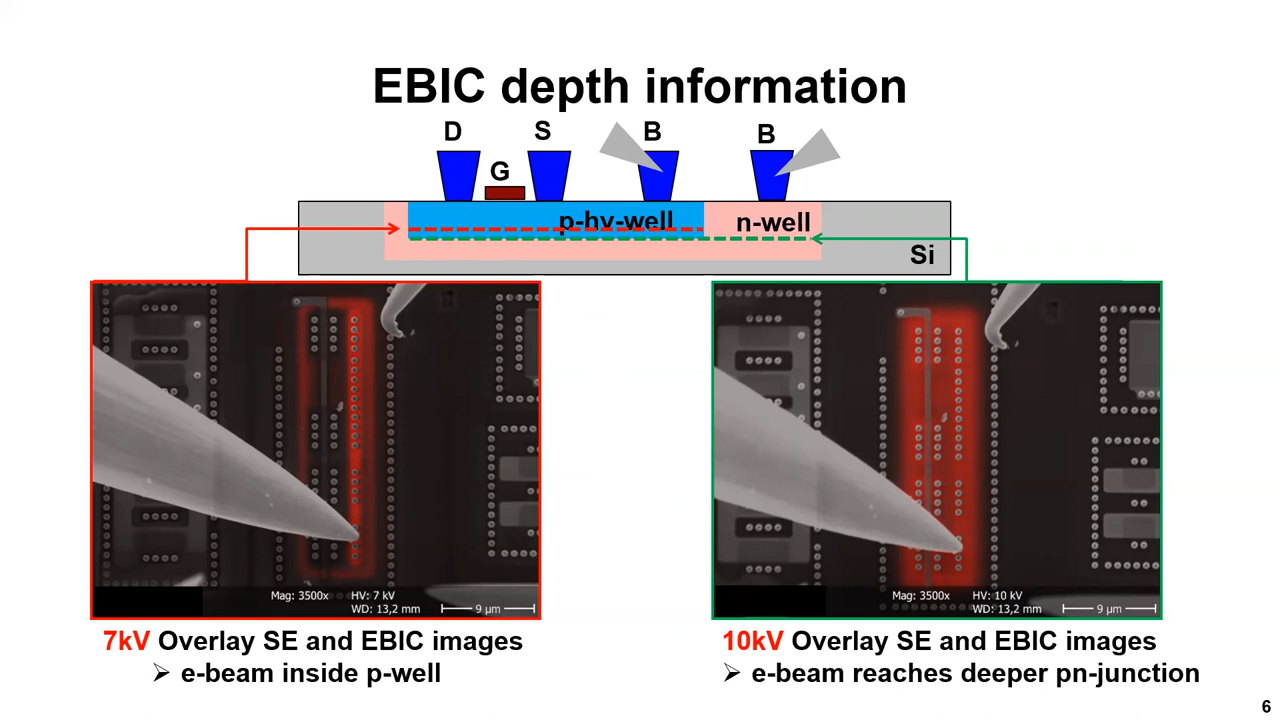 EBIC depth information
D
S
B
B
G
p-hv-well
n-well
Si
Mag: 3500x
HV: 7 kV
WD: 13,2 mm
9 µm
Mag: 3500x
HV: 10 kV
WD: 13,2 mm
9 µm
7kV Overlay SE and EBIC images
➢ e-beam inside p-well
10kV Overlay SE and EBIC images
➢ e-beam reaches deeper pn-junction
6